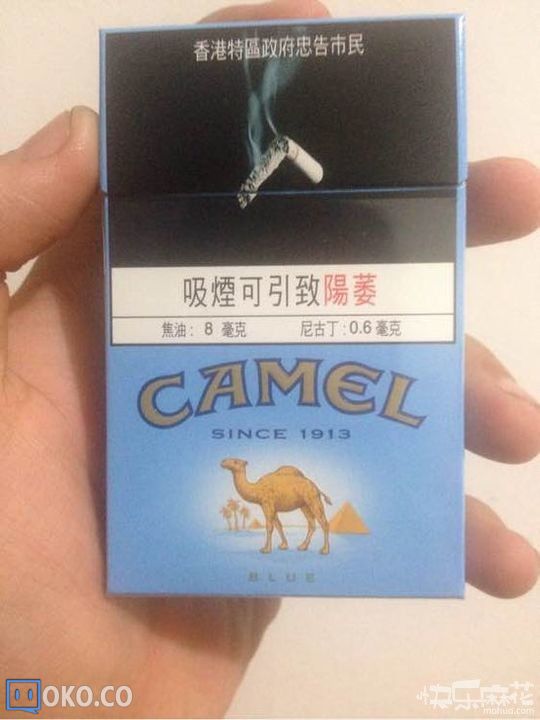 香港特區政府忠告市民
吸煙可引致陽萎
焦油: 8 毫克 尼古丁: 0.6 毫克
CAMEL
SINCE 1913
BLUE
OKO.CO
快乐麻花
mahua.com